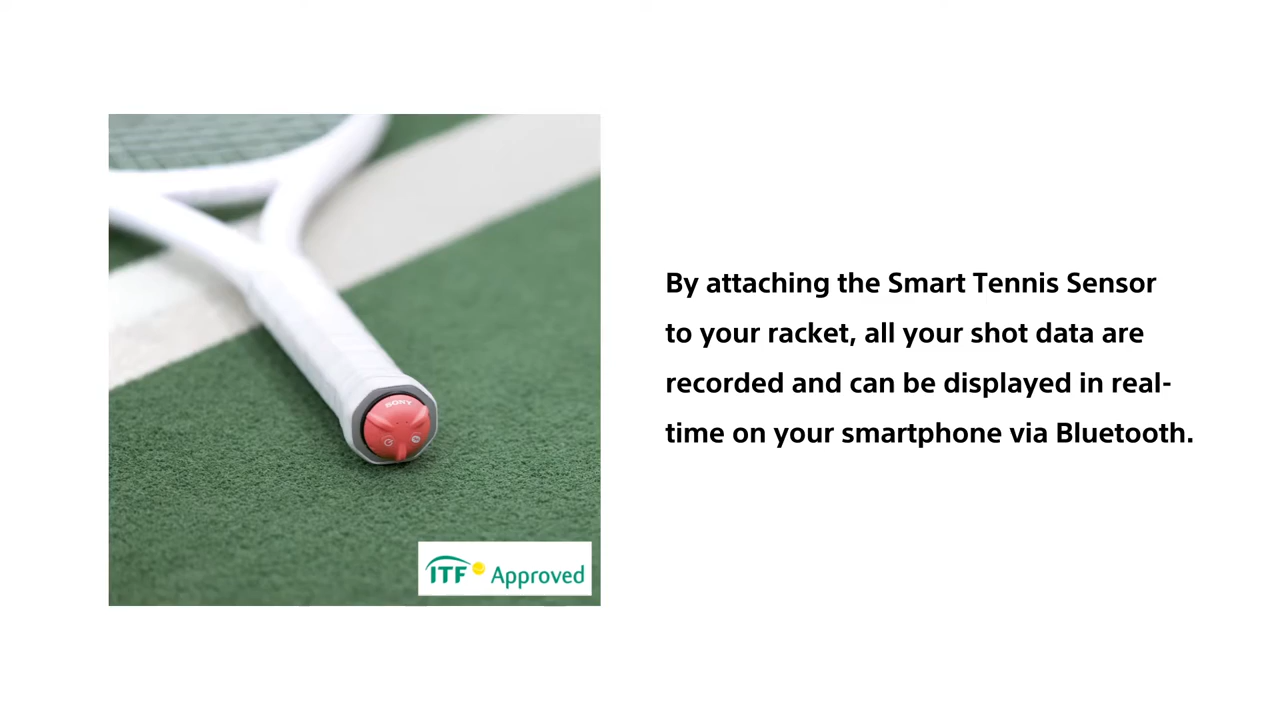 By attaching the Smart Tennis Sensor
to your racket, all your shot data are
recorded and can be displayed in real-
time on your smartphone via Bluetooth.
SONY
ITF Approved